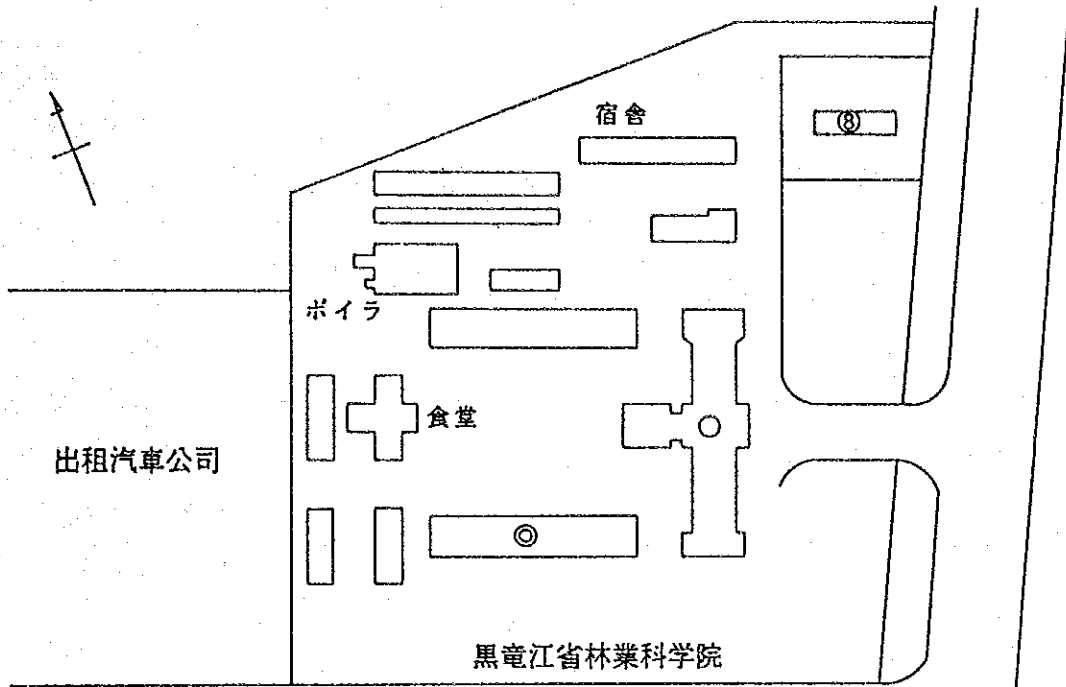 宿舎
⑧
ボイラ
食堂
出租汽車公司
黒竜江省林業科学院